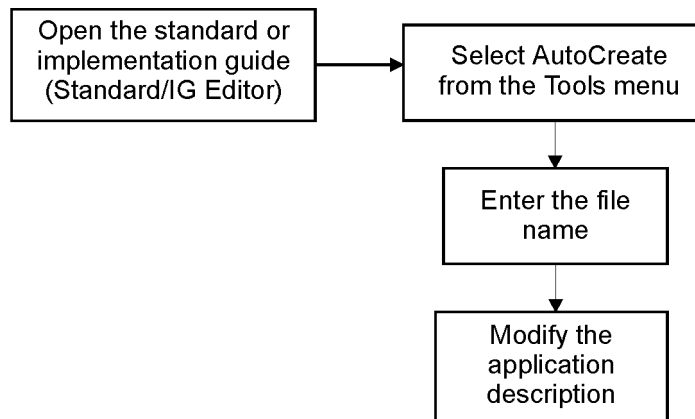 Open the standard or
implementation guide
(Standard/IG Editor)
Select AutoCreate
from the Tools menu
Enter the file
name
Modify the
application
description